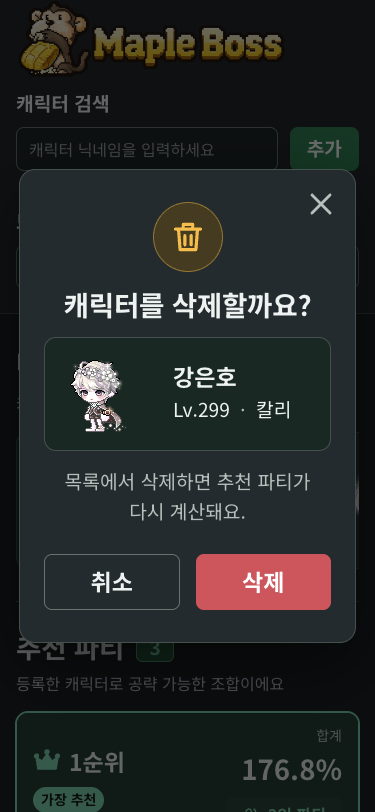 Maple Boss
캐릭터 검색
캐릭터 닉네임을 입력하세요
추가
캐릭터를 삭제할까요?
강은호
Lv.299 · 칼리
목록에서 삭제하면 추천 파티가
다시 계산돼요.
취소
삭제
추천 파티 3
등록한 캐릭터로 공략 가능한 조합이에요
합계
1순위
176.8%
가장 추천